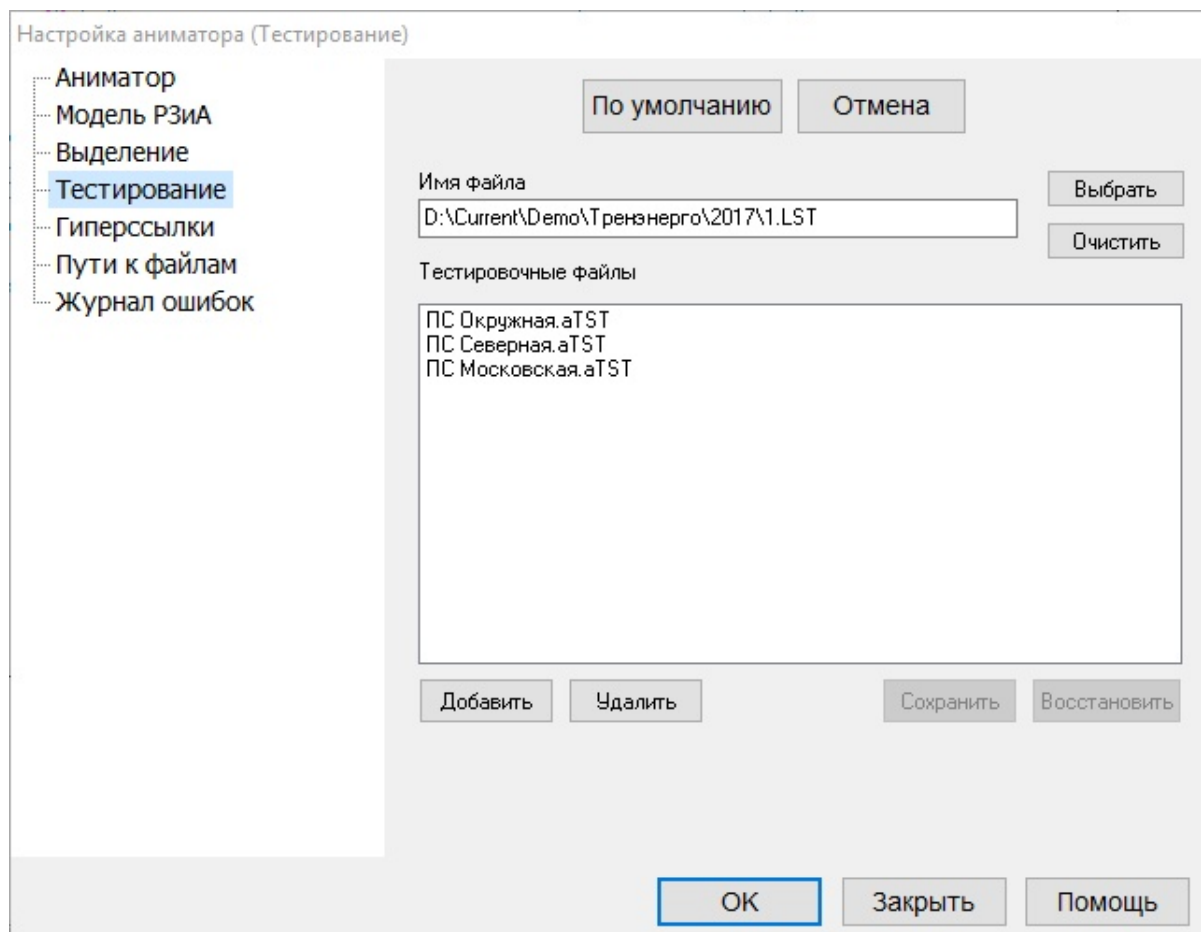 Настройка аниматора (Тестирование)
Аниматор
Модель РЗиА
Выделение
Тестирование
Гиперссылки
Пути к файлам
Журнал ошибок
По умолчанию
Отмена
Имя файла
Выбрать
D:\Current\Demo\Тренэнерго\2017\1.LST
Очистить
Тестировочные файлы
ПС Окружная.aTST
ПС Северная.aTST
ПС Московская.aTST
Добавить
Удалить
Сохранить
Восстановить
OK
Закрыть
Помощь